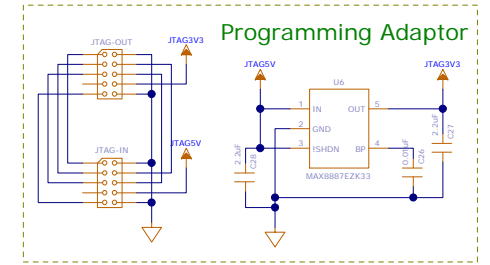 Programming Adaptor
JTAG-OUT
JTAG3V3
JTAG-IN
JTAG5V
JTAG5V
U6
JTAG3V3
1 IN OUT 5
2 GND
3 !SHDN BP 4
MAX8887EZK33
2.2uF
C28
0.01uF
C26
2.2uF
C27